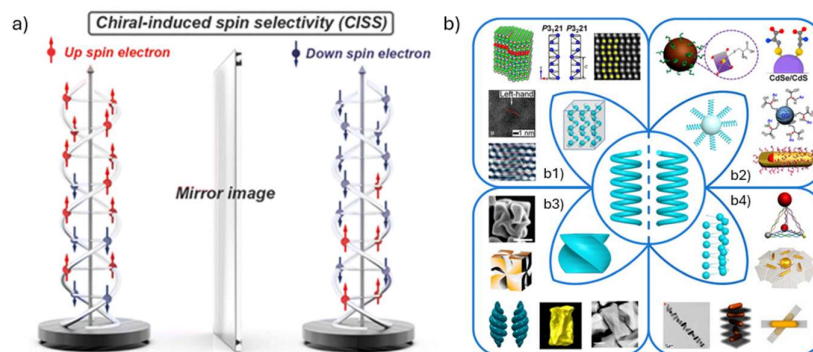 a)
Chiral-induced spin selectivity (CISS)
Up spin electron
Down spin electron
Mirror image
b)
P3₁21 P3₂21
Left-hand
1 nm
b1)
CdSe/CdS
b2)
b3)
b4)